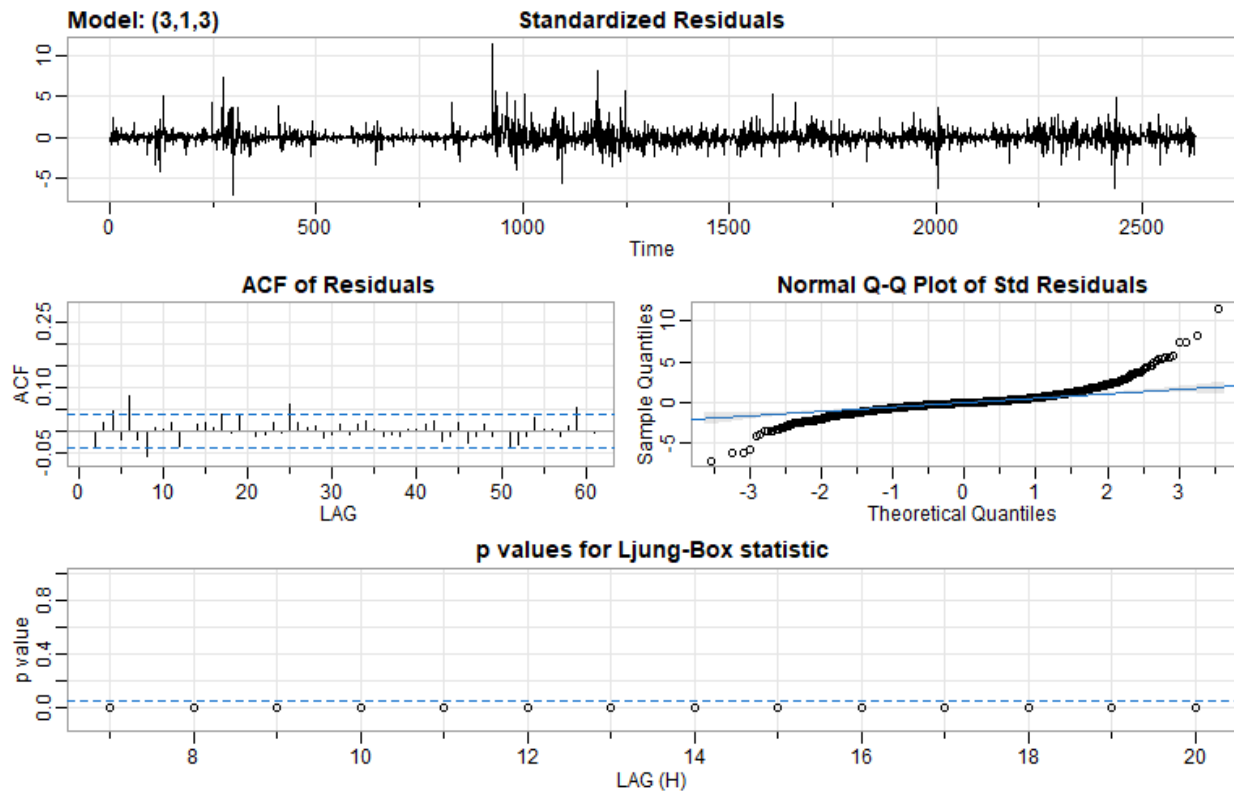 Model: (3,1,3) Standardized Residuals
10
5
0
-5
0 500 1000 1500 2000 2500
Time
ACF of Residuals
ACF
0.25
0.10
-0.05
0 10 20 30 40 50 60
LAG
Normal Q-Q Plot of Std Residuals
Sample Quantiles
10
5
0
-5
-3 -2 -1 0 1 2 3
Theoretical Quantiles
p values for Ljung-Box statistic
p value
0.8
0.4
0.0
8 10 12 14 16 18 20
LAG (H)